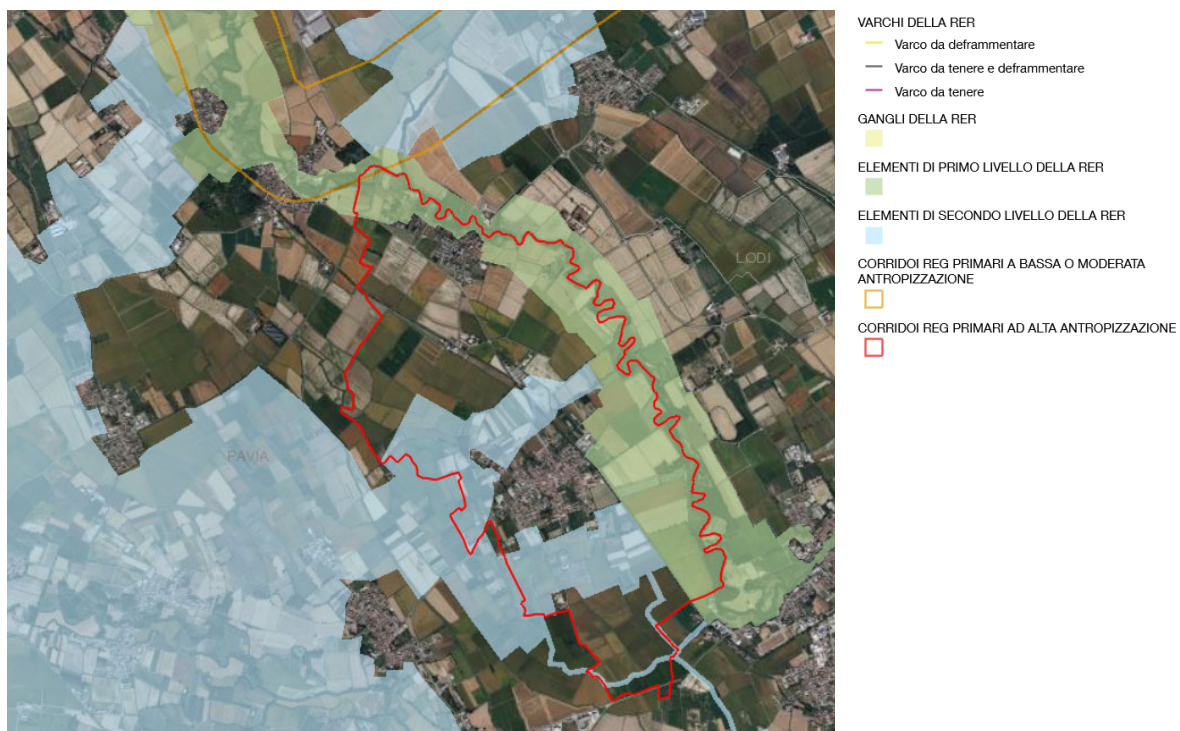 VARCHI DELLA RER
Varco da deframmentare
Varco da tenere e deframmentare
Varco da tenere
GANGLI DELLA RER
ELEMENTI DI PRIMO LIVELLO DELLA RER
ELEMENTI DI SECONDO LIVELLO DELLA RER
CORRIDOI REG PRIMARI A BASSA O MODERATA
ANTROPIZZAZIONE
CORRIDOI REG PRIMARI AD ALTA ANTROPIZZAZIONE
LODI
PAVIA